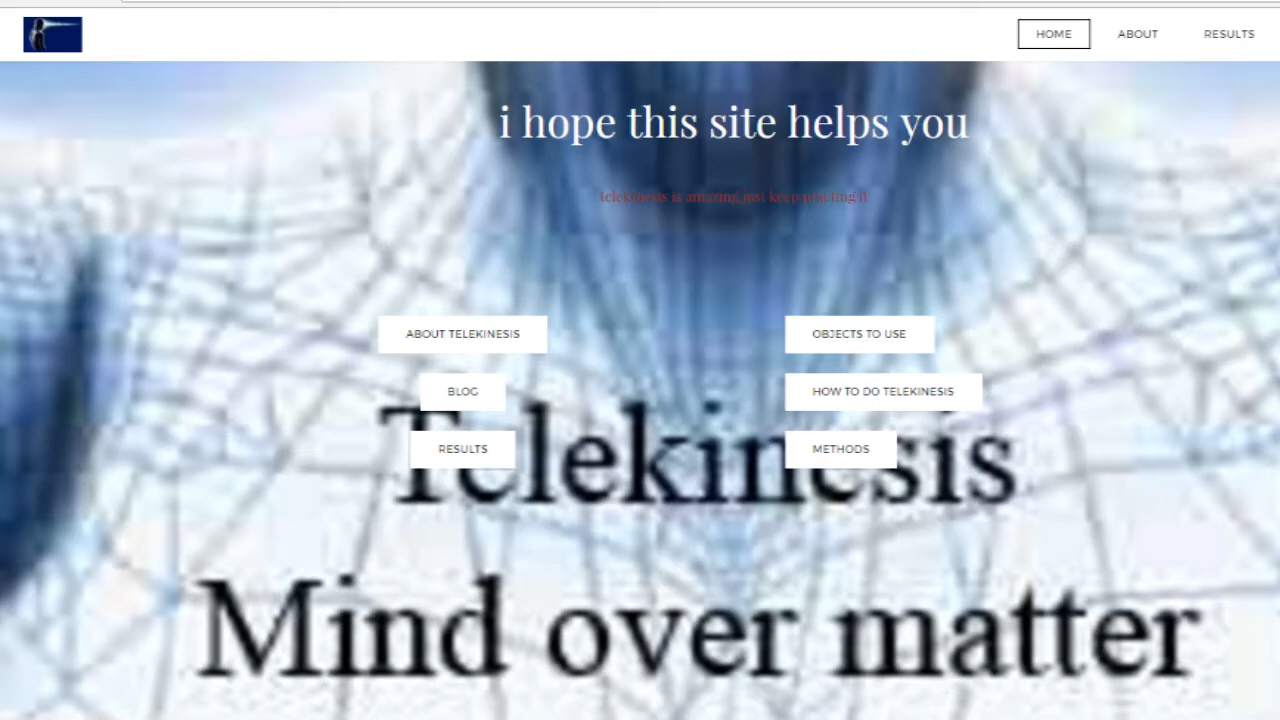 HOME ABOUT RESULTS
i hope this site helps you
telekinesis is amazing just keep practing it
ABOUT TELEKINESIS OBJECTS TO USE
BLOG HOW TO DO TELEKINESIS
RESULTS METHODS
Telekinesis
Mind over matter